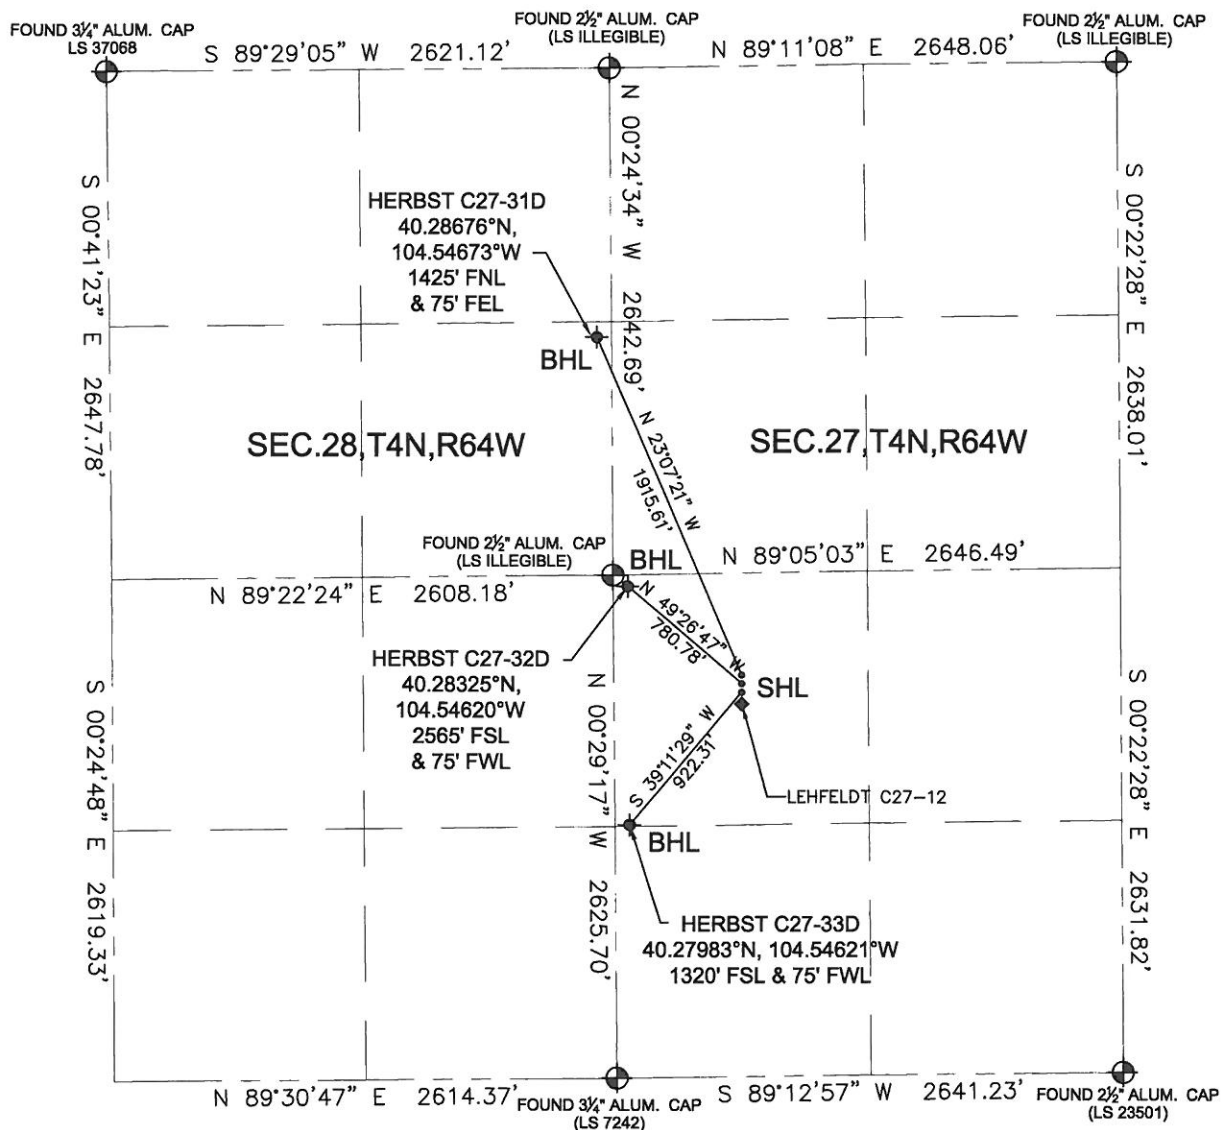 FOUND 3¼" ALUM. CAP
LS 37068
S 89°29'05" W 2621.12'
FOUND 2½" ALUM. CAP
(LS ILLEGIBLE)
N 89°11'08" E 2648.06'
FOUND 2½" ALUM. CAP
(LS ILLEGIBLE)
S 00°41'23" E 2647.78'
N 00°24'34" W 2642.69'
S 00°22'28" E 2638.01'
HERBST C27-31D
40.28676°N,
104.54673°W
1425' FNL
& 75' FEL
BHL
SEC.28,T4N,R64W
SEC.27,T4N,R64W
N 23°07'21" W
1915.61'
FOUND 2½" ALUM. CAP
(LS ILLEGIBLE)
BHL
N 89°05'03" E 2646.49'
N 89°22'24" E 2608.18'
N 49°26'47" W
780.78'
HERBST C27-32D
40.28325°N,
104.54620°W
2565' FSL
& 75' FWL
SHL
S 00°24'48" E 2619.33'
N 00°29'17" W 2625.70'
S 00°22'28" E 2631.82'
S 39°11'29" W
922.31'
LEHFELDT C27-12
BHL
HERBST C27-33D
40.27983°N, 104.54621°W
1320' FSL & 75' FWL
N 89°30'47" E 2614.37'
FOUND 3¼" ALUM. CAP
(LS 7242)
S 89°12'57" W 2641.23'
FOUND 2½" ALUM. CAP
(LS 23501)